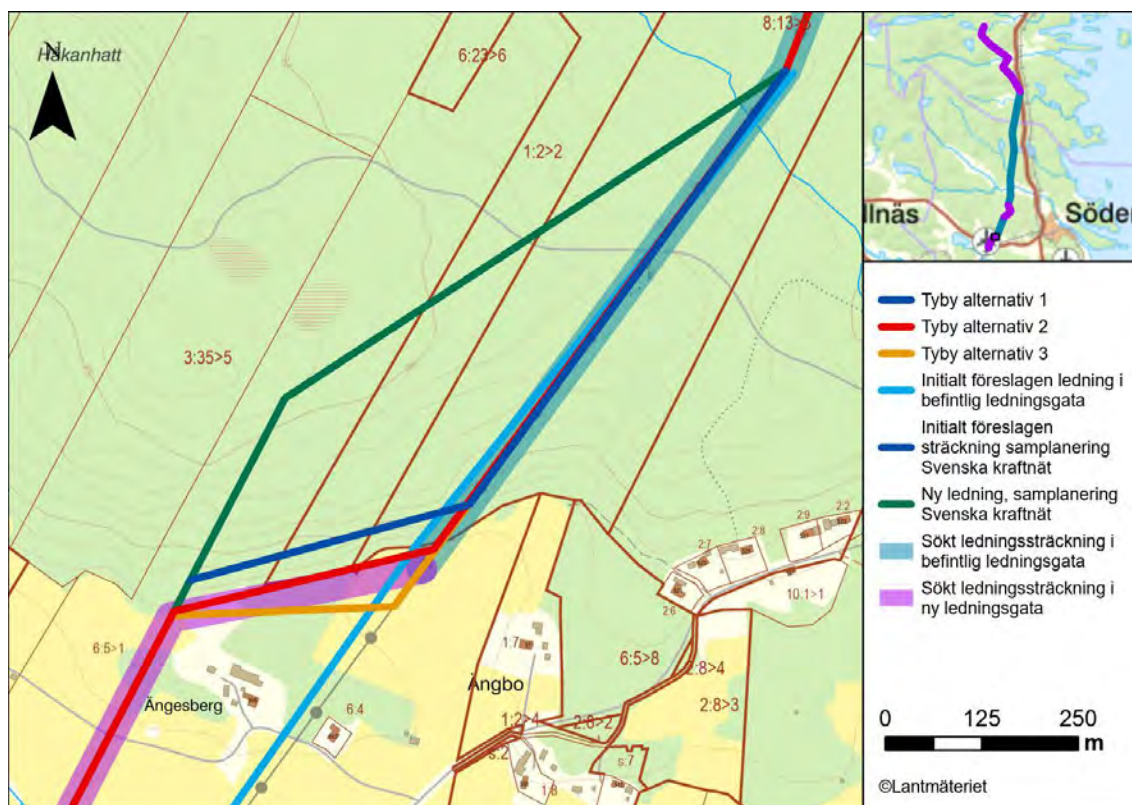 N
Håkanhatt
6:23>6
8:13>3
1:2>2
3:35>5
6:5>1
Ängesberg
6:4
1:7
Ängbo
6:5>8
2:6
2:7
2:8
2:9
2:2
10:1>1
2:8>4
2:8>3
2:8>2
1:2>4
s:2
1:8
s:7
llnäs
Söder
Tyby alternativ 1
Tyby alternativ 2
Tyby alternativ 3
Initialt föreslagen ledning i
befintlig ledningsgata
Initialt föreslagen
sträckning samplanering
Svenska kraftnät
Ny ledning, samplanering
Svenska kraftnät
Sökt ledningssträckning i
befintlig ledningsgata
Sökt ledningssträckning i
ny ledningsgata
0 125 250
m
©Lantmäteriet